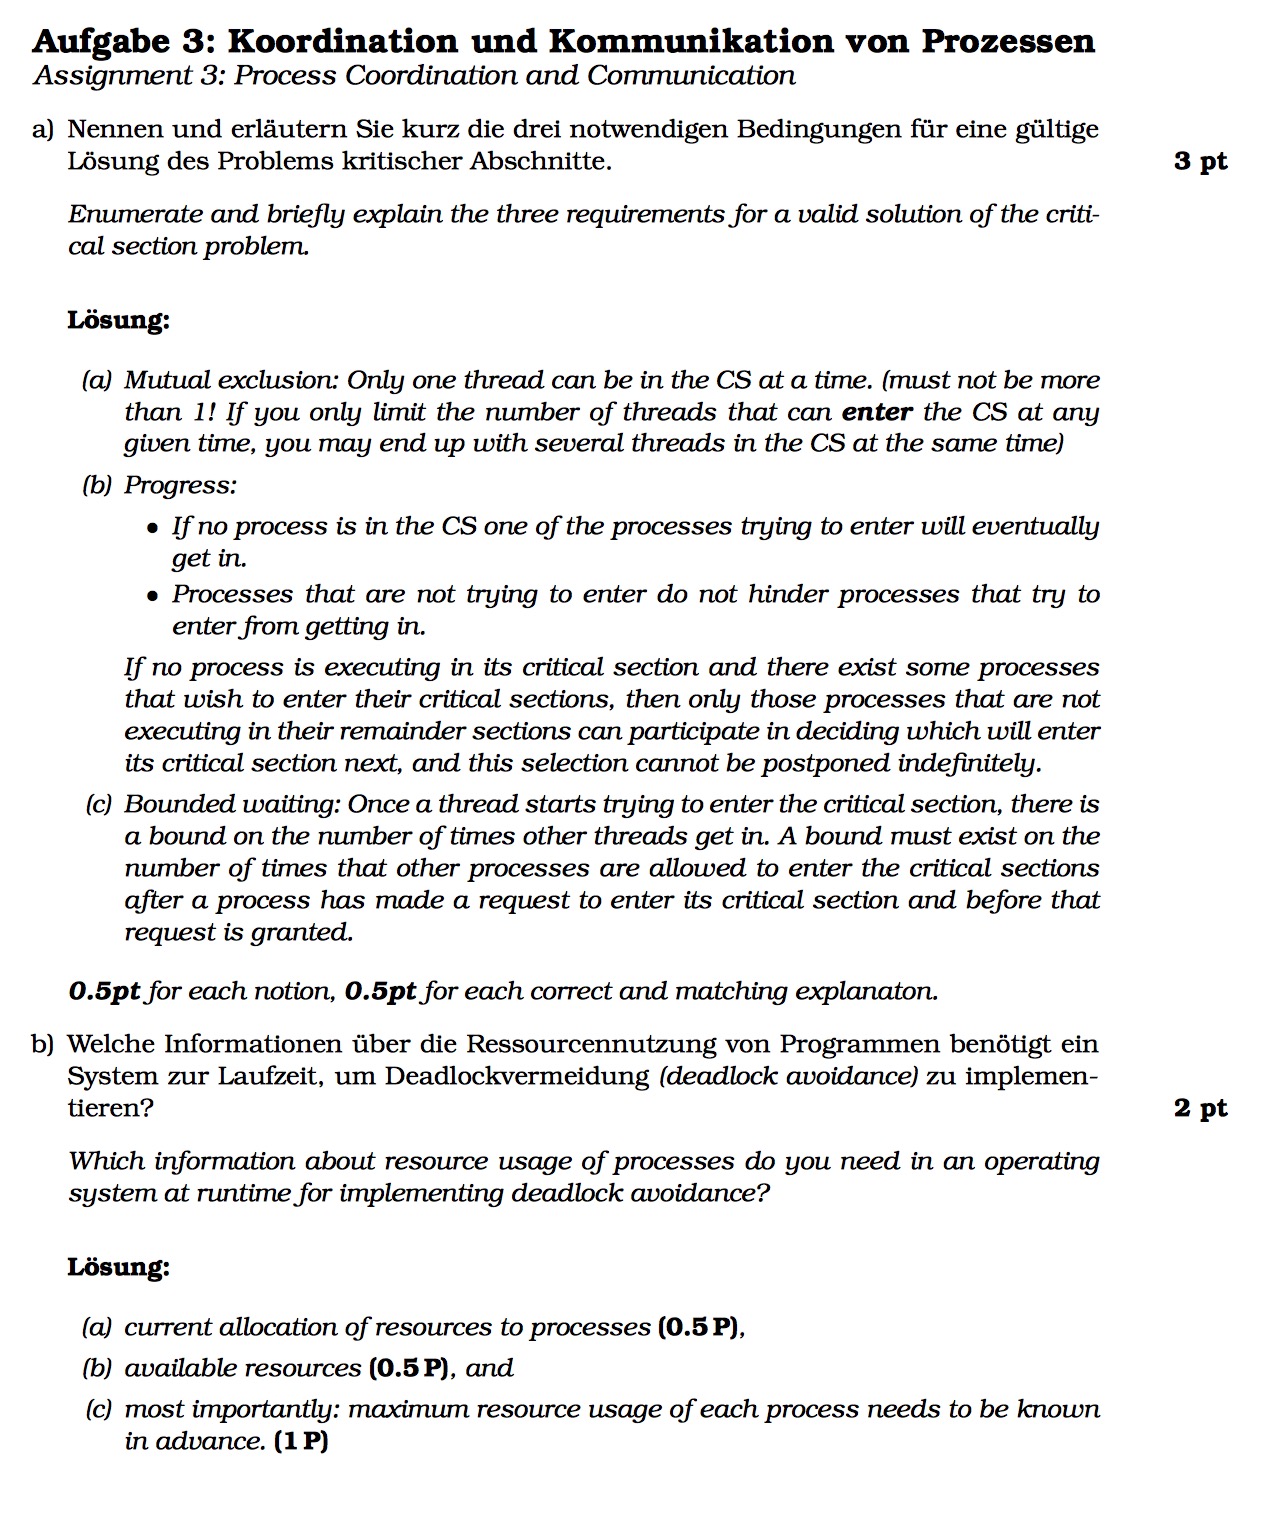 Aufgabe 3: Koordination und Kommunikation von Prozessen
Assignment 3: Process Coordination and Communication
a) Nennen und erläutern Sie kurz die drei notwendigen Bedingungen für eine gültige
Lösung des Problems kritischer Abschnitte. 3 pt
Enumerate and briefly explain the three requirements for a valid solution of the criti-
cal section problem.
Lösung:
(a) Mutual exclusion: Only one thread can be in the CS at a time. (must not be more
than 1! If you only limit the number of threads that can enter the CS at any
given time, you may end up with several threads in the CS at the same time)
(b) Progress:
• If no process is in the CS one of the processes trying to enter will eventually
get in.
• Processes that are not trying to enter do not hinder processes that try to
enter from getting in.
If no process is executing in its critical section and there exist some processes
that wish to enter their critical sections, then only those processes that are not
executing in their remainder sections can participate in deciding which will enter
its critical section next, and this selection cannot be postponed indefinitely.
(c) Bounded waiting: Once a thread starts trying to enter the critical section, there is
a bound on the number of times other threads get in. A bound must exist on the
number of times that other processes are allowed to enter the critical sections
after a process has made a request to enter its critical section and before that
request is granted.
0.5pt for each notion, 0.5pt for each correct and matching explanaton.
b) Welche Informationen über die Ressourcennutzung von Programmen benötigt ein
System zur Laufzeit, um Deadlockvermeidung (deadlock avoidance) zu implemen-
tieren? 2 pt
Which information about resource usage of processes do you need in an operating
system at runtime for implementing deadlock avoidance?
Lösung:
(a) current allocation of resources to processes (0.5 P),
(b) available resources (0.5 P), and
(c) most importantly: maximum resource usage of each process needs to be known
in advance. (1 P)